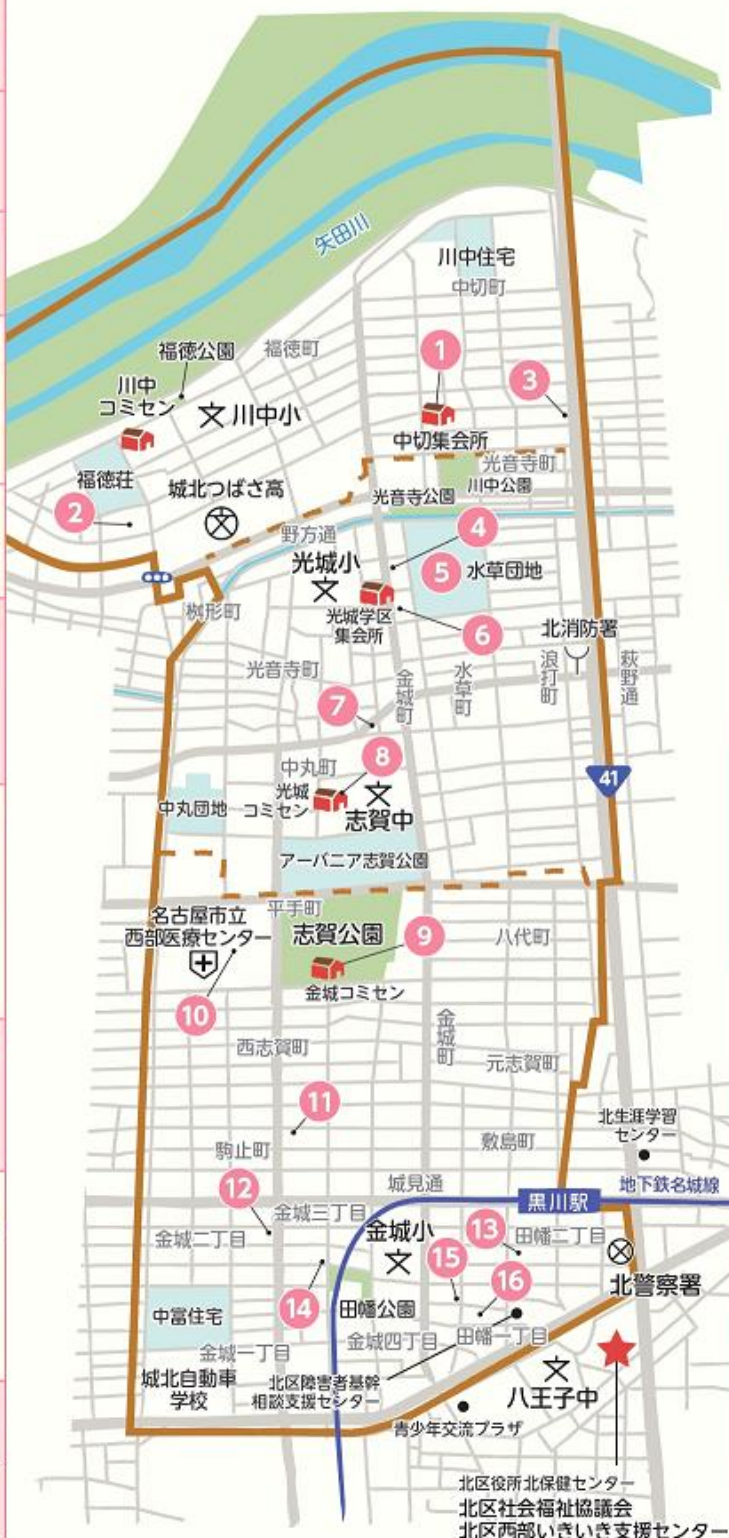 矢田川
川中住宅
中切町
福徳公園
福徳町
1
川中
コミセン
川中小
3
中切集会所
光音寺町
福徳荘
城北つばさ高
光音寺公園
川中公園
2
野方通
4
光城小
5
水草団地
桝形町
光城学区
集会所
6
北消防署
光音寺町
金城町
水草町
浪打町
萩野通
7
中丸町
8
41
中丸団地
光城
コミセン
志賀中
アーバニア志賀公園
平手町
名古屋市立
西部医療センター
志賀公園
9
八代町
金城コミセン
10
金城町
西志賀町
元志賀町
11
北生涯学習
センター
駒止町
敷島町
12
城見通
黒川駅
地下鉄名城線
金城三丁目
金城二丁目
金城小
13
田幡二丁目
15
16
北警察署
14
中富住宅
田幡公園
金城一丁目
金城四丁目
田幡一丁目
城北自動車
学校
北区障害者基幹
相談支援センター
八王子中
青少年交流プラザ
北区役所北保健センター
北区社会福祉協議会
北区西部いきいき支援センター